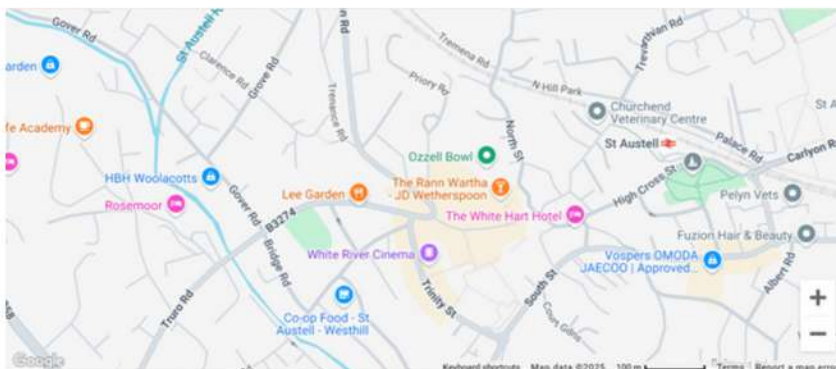 Gover Rd
St Austell R
Clarence Rd
Grove Rd
Tremena Rd
Trevarthian Rd
arden
Priory Rd
N Hill Park
Trenance Rd
Churchend
Veterinary Centre
St A
fe Academy
North St
St Austell
Palace Rd
Carlyon R
Ozzell Bowl
HBH Woolacotts
Lee Garden
The Rann Wartha
- JD Wetherspoon
High Cross St
Pelyn Vets
Rosemoor
Gover Rd
B3274
The White Hart Hotel
Fuzion Hair & Beauty
White River Cinema
Bridge Rd
Vospers OMODA
JAECOO | Approved...
Albert Rd
South St
Truro Rd
Trinity St
Co-op Food - St
Austell - Westhill
Cours Gdns
+
-
Google
Keyboard shortcuts
Map data ©2025
100 m
Terms
Report a map error